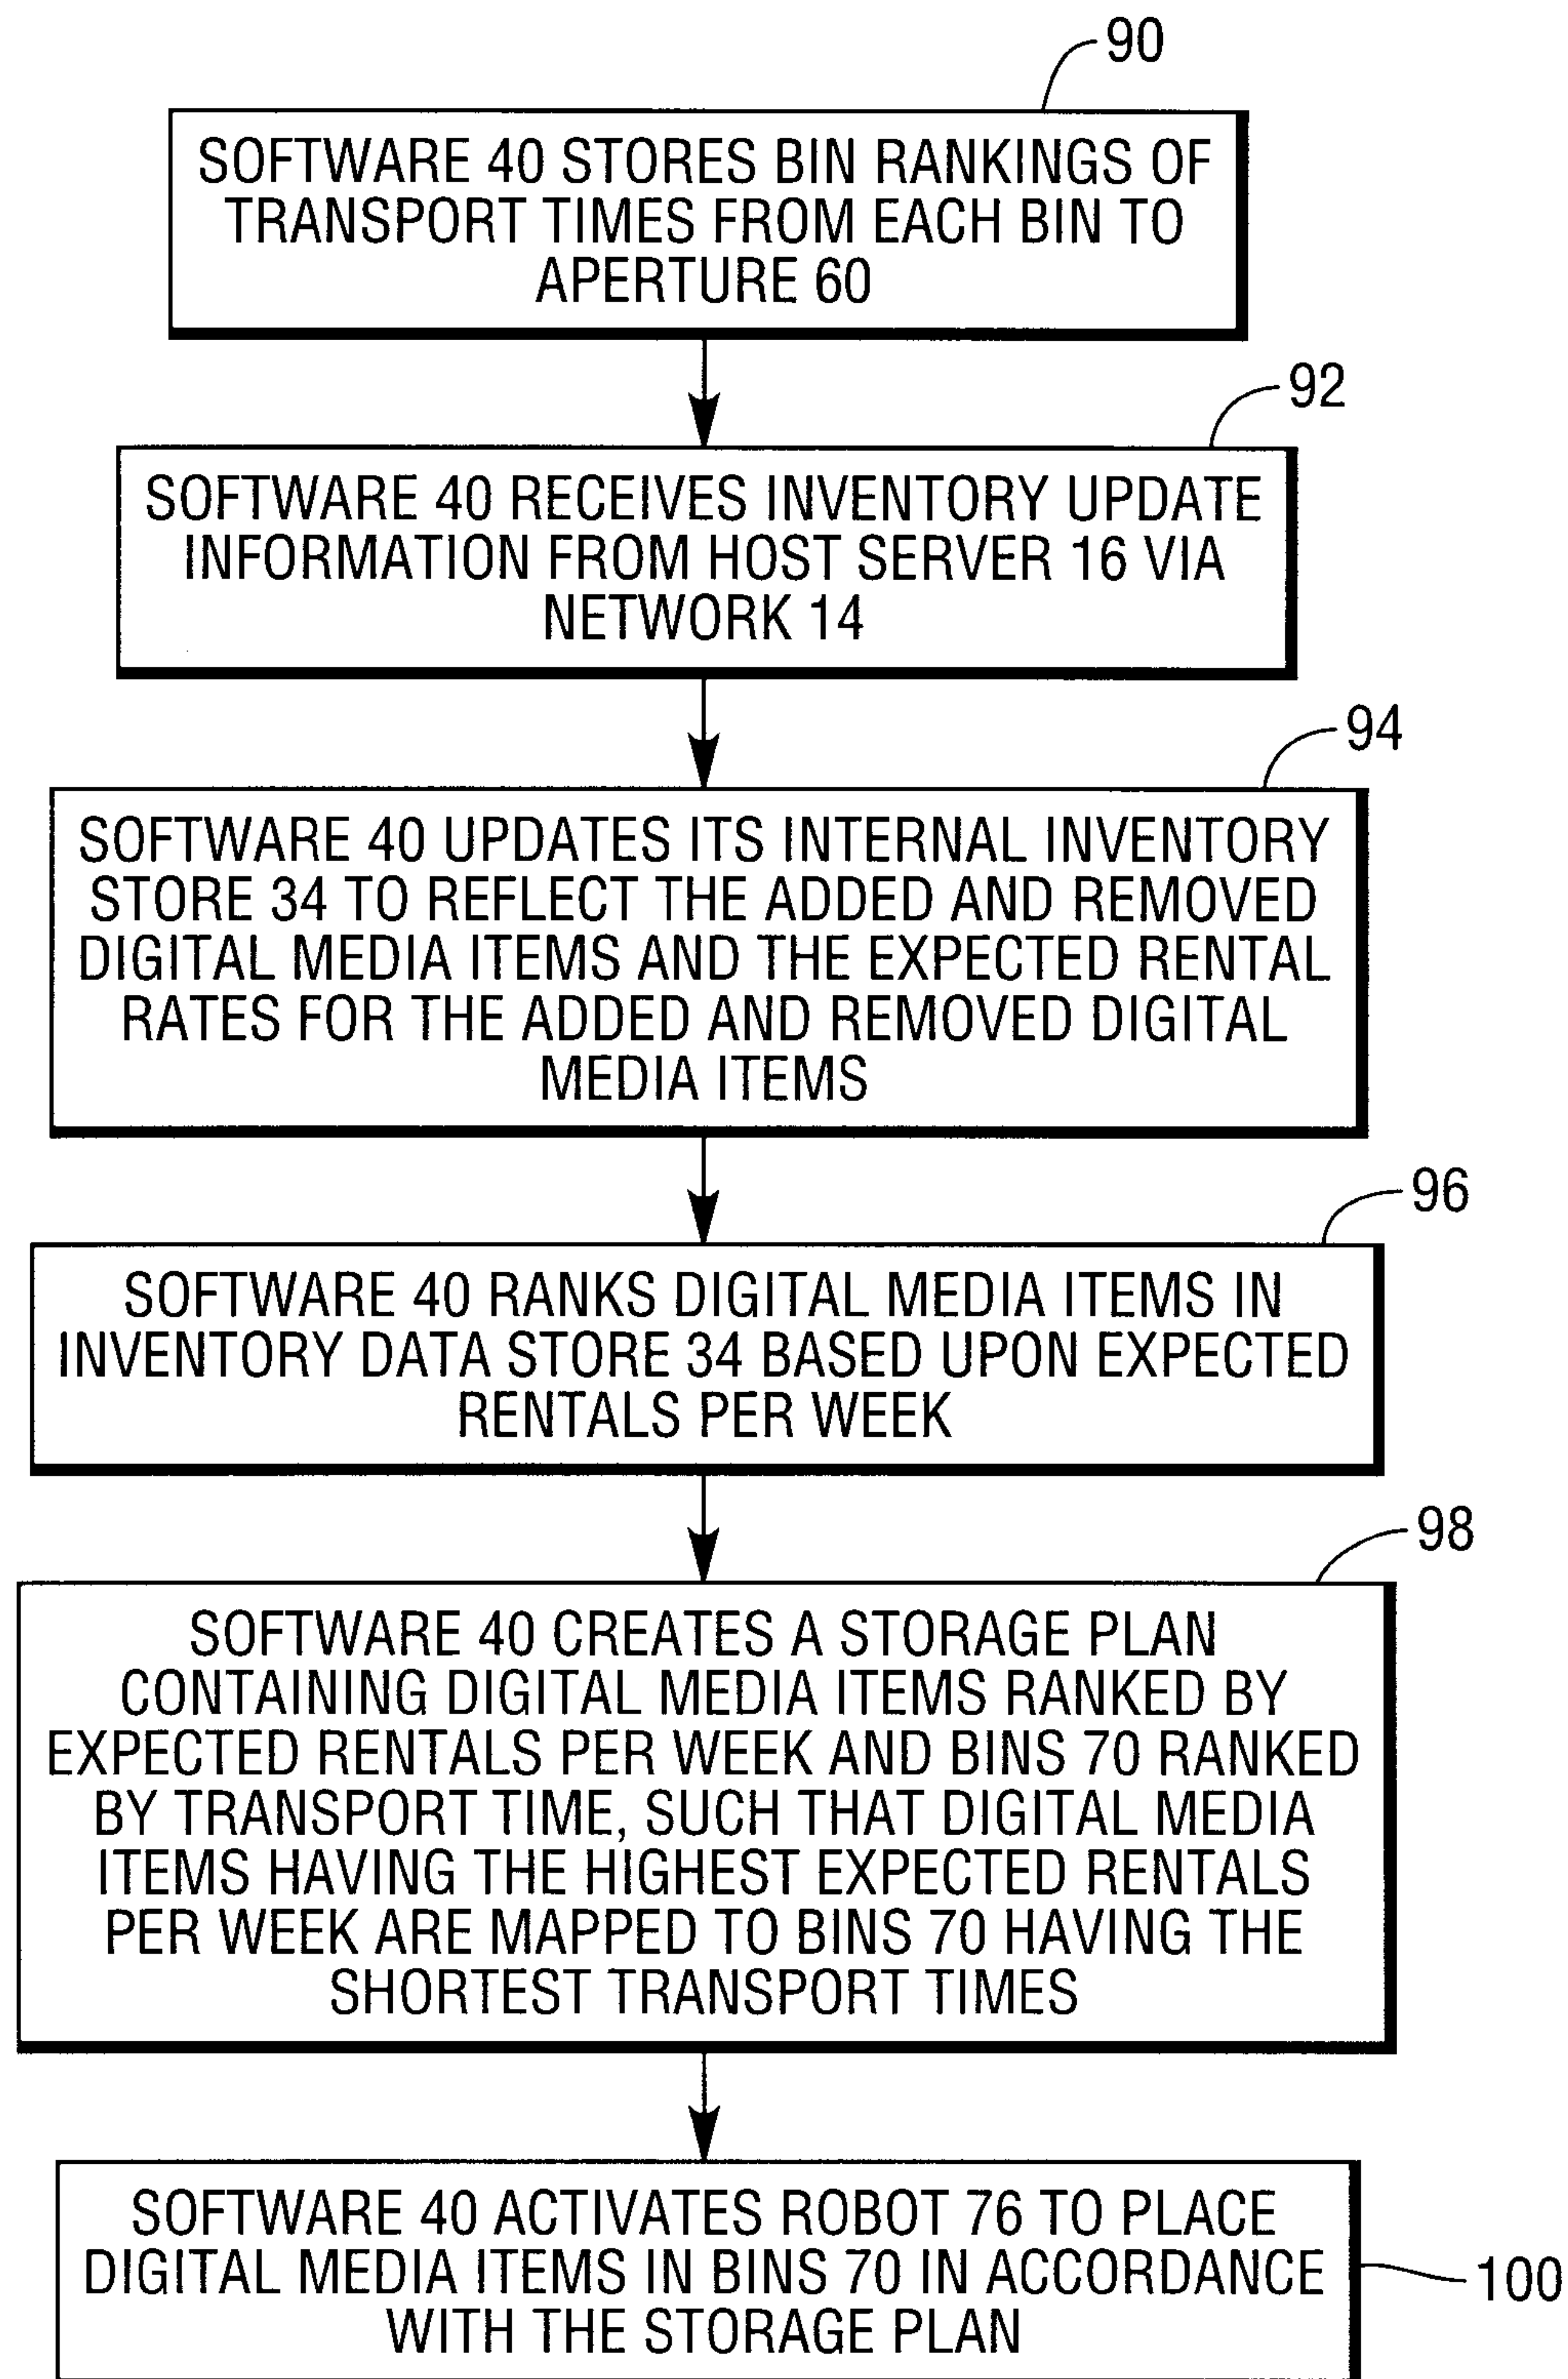 90
SOFTWARE 40 STORES BIN RANKINGS OF
TRANSPORT TIMES FROM EACH BIN TO
APERTURE 60
92
SOFTWARE 40 RECEIVES INVENTORY UPDATE
INFORMATION FROM HOST SERVER 16 VIA
NETWORK 14
94
SOFTWARE 40 UPDATES ITS INTERNAL INVENTORY
STORE 34 TO REFLECT THE ADDED AND REMOVED
DIGITAL MEDIA ITEMS AND THE EXPECTED RENTAL
RATES FOR THE ADDED AND REMOVED DIGITAL
MEDIA ITEMS
96
SOFTWARE 40 RANKS DIGITAL MEDIA ITEMS IN
INVENTORY DATA STORE 34 BASED UPON EXPECTED
RENTALS PER WEEK
98
SOFTWARE 40 CREATES A STORAGE PLAN
CONTAINING DIGITAL MEDIA ITEMS RANKED BY
EXPECTED RENTALS PER WEEK AND BINS 70 RANKED
BY TRANSPORT TIME, SUCH THAT DIGITAL MEDIA
ITEMS HAVING THE HIGHEST EXPECTED RENTALS
PER WEEK ARE MAPPED TO BINS 70 HAVING THE
SHORTEST TRANSPORT TIMES
SOFTWARE 40 ACTIVATES ROBOT 76 TO PLACE
DIGITAL MEDIA ITEMS IN BINS 70 IN ACCORDANCE
WITH THE STORAGE PLAN
100